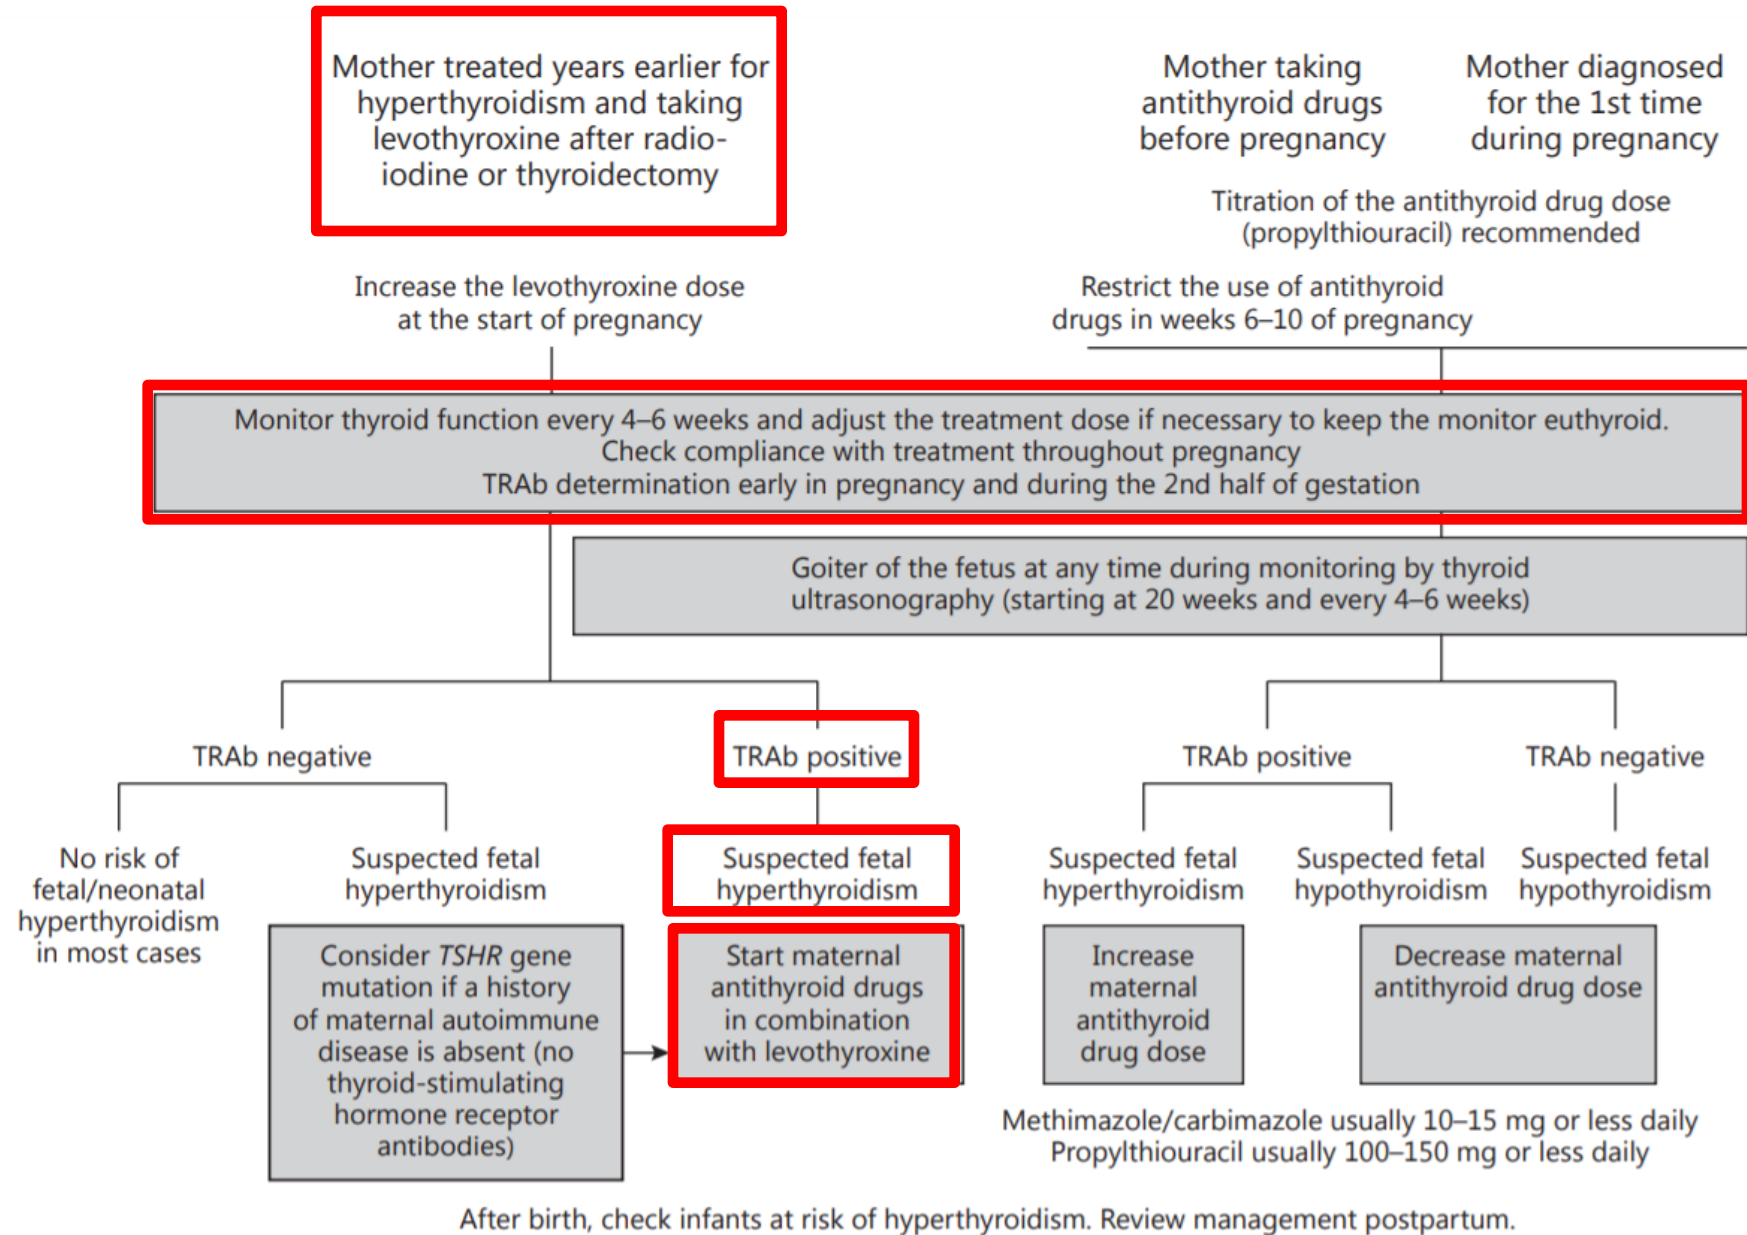 Mother treated years earlier for
hyperthyroidism and taking
levothyroxine after radio-
iodine or thyroidectomy
Mother taking
antithyroid drugs
before pregnancy
Mother diagnosed
for the 1st time
during pregnancy
Titration of the antithyroid drug dose
(propylthiouracil) recommended
Increase the levothyroxine dose
at the start of pregnancy
Restrict the use of antithyroid
drugs in weeks 6–10 of pregnancy
Monitor thyroid function every 4–6 weeks and adjust the treatment dose if necessary to keep the monitor euthyroid.
Check compliance with treatment throughout pregnancy
TRAb determination early in pregnancy and during the 2nd half of gestation
Goiter of the fetus at any time during monitoring by thyroid
ultrasonography (starting at 20 weeks and every 4–6 weeks)
TRAb negative
TRAb positive
TRAb positive
TRAb negative
No risk of
fetal/neonatal
hyperthyroidism
in most cases
Suspected fetal
hyperthyroidism
Suspected fetal
hyperthyroidism
Suspected fetal
hyperthyroidism
Suspected fetal
hypothyroidism
Suspected fetal
hypothyroidism
Consider TSHR gene
mutation if a history
of maternal autoimmune
disease is absent (no
thyroid-stimulating
hormone receptor
antibodies)
Start maternal
antithyroid drugs
in combination
with levothyroxine
Increase
maternal
antithyroid
drug dose
Decrease maternal
antithyroid drug dose
Methimazole/carbimazole usually 10–15 mg or less daily
Propylthiouracil usually 100–150 mg or less daily
After birth, check infants at risk of hyperthyroidism. Review management postpartum.